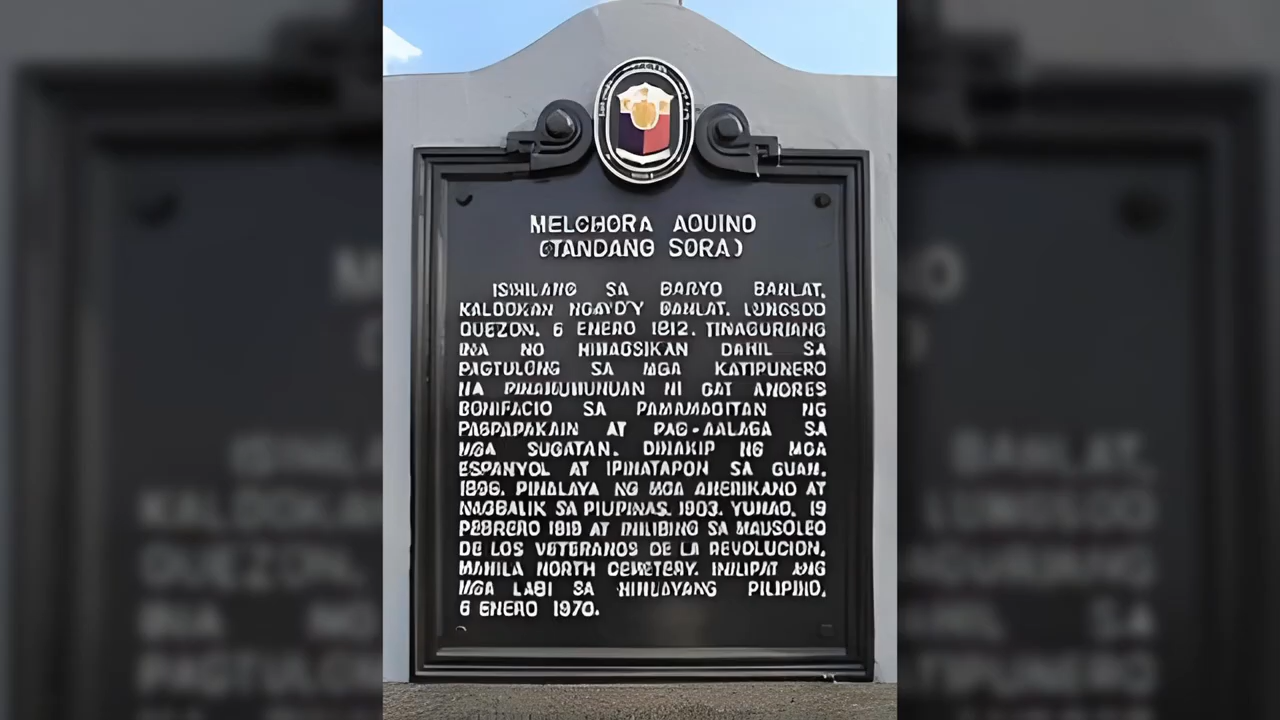 MELCHORA AQUINO
(TANDANG SORA)
ISINILANG SA BARYO BANLAT,
KALOOKAN NGAYO'Y BANLAT, LUNGSOD
QUEZON, 6 ENERO 1812. TINAGURIANG
INA NG HIMAGSIKAN DAHIL SA
PAGTULONG SA MGA KATIPUNERO
NA PINAMUMUNUAN NI GAT ANDRES
BONIFACIO SA PAMAMAGITAN NG
PAGPAPAKAIN AT PAG-AALAGA SA
MGA SUGATAN. DINAKIP NG MGA
ESPANYOL AT IPINATAPON SA GUAM,
1896. PINALAYA NG MGA AMERIKANO AT
NAGBALIK SA PILIPINAS, 1903. YUMAO, 19
PEBRERO 1919 AT INILIBING SA MAUSOLEO
DE LOS VETERANOS DE LA REVOLUCION,
MANILA NORTH CEMETERY. INILIPAT ANG
MGA LABI SA HIMLAYANG PILIPINO,
6 ENERO 1970.